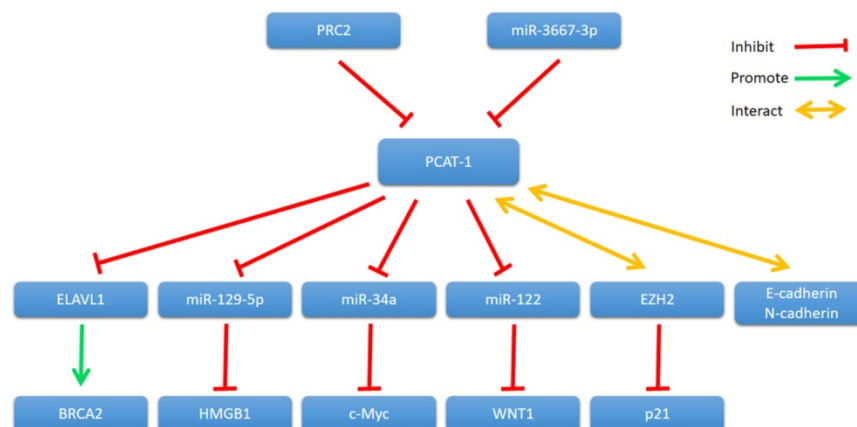 PRC2
miR-3667-3p
Inhibit
Promote
Interact
PCAT-1
ELAVL1
miR-129-5p
miR-34a
miR-122
EZH2
E-cadherin
N-cadherin
BRCA2
HMGB1
c-Myc
WNT1
p21